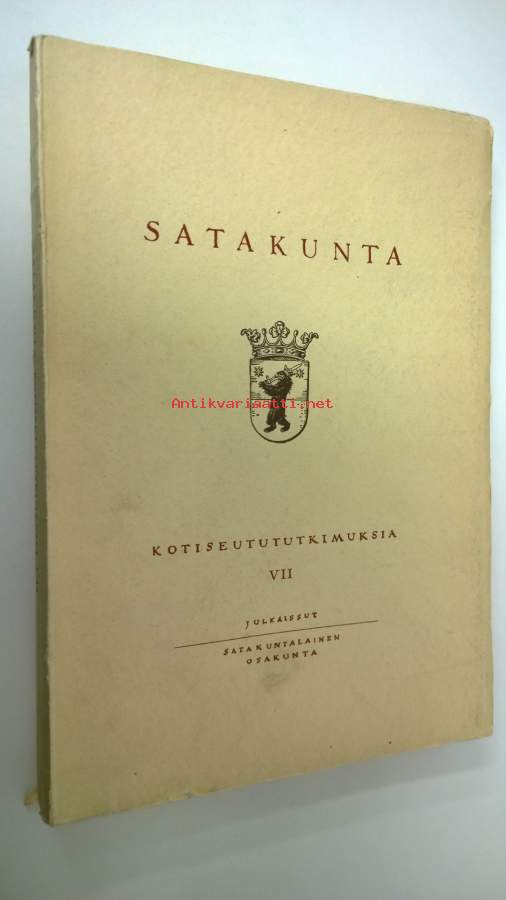 SATAKUNTA
Antikvariaatti.net
KOTISEUTUTUTKIMUKSIA
VII
JULKAISSUT
SATAKUNTALAINEN
OSAKUNTA